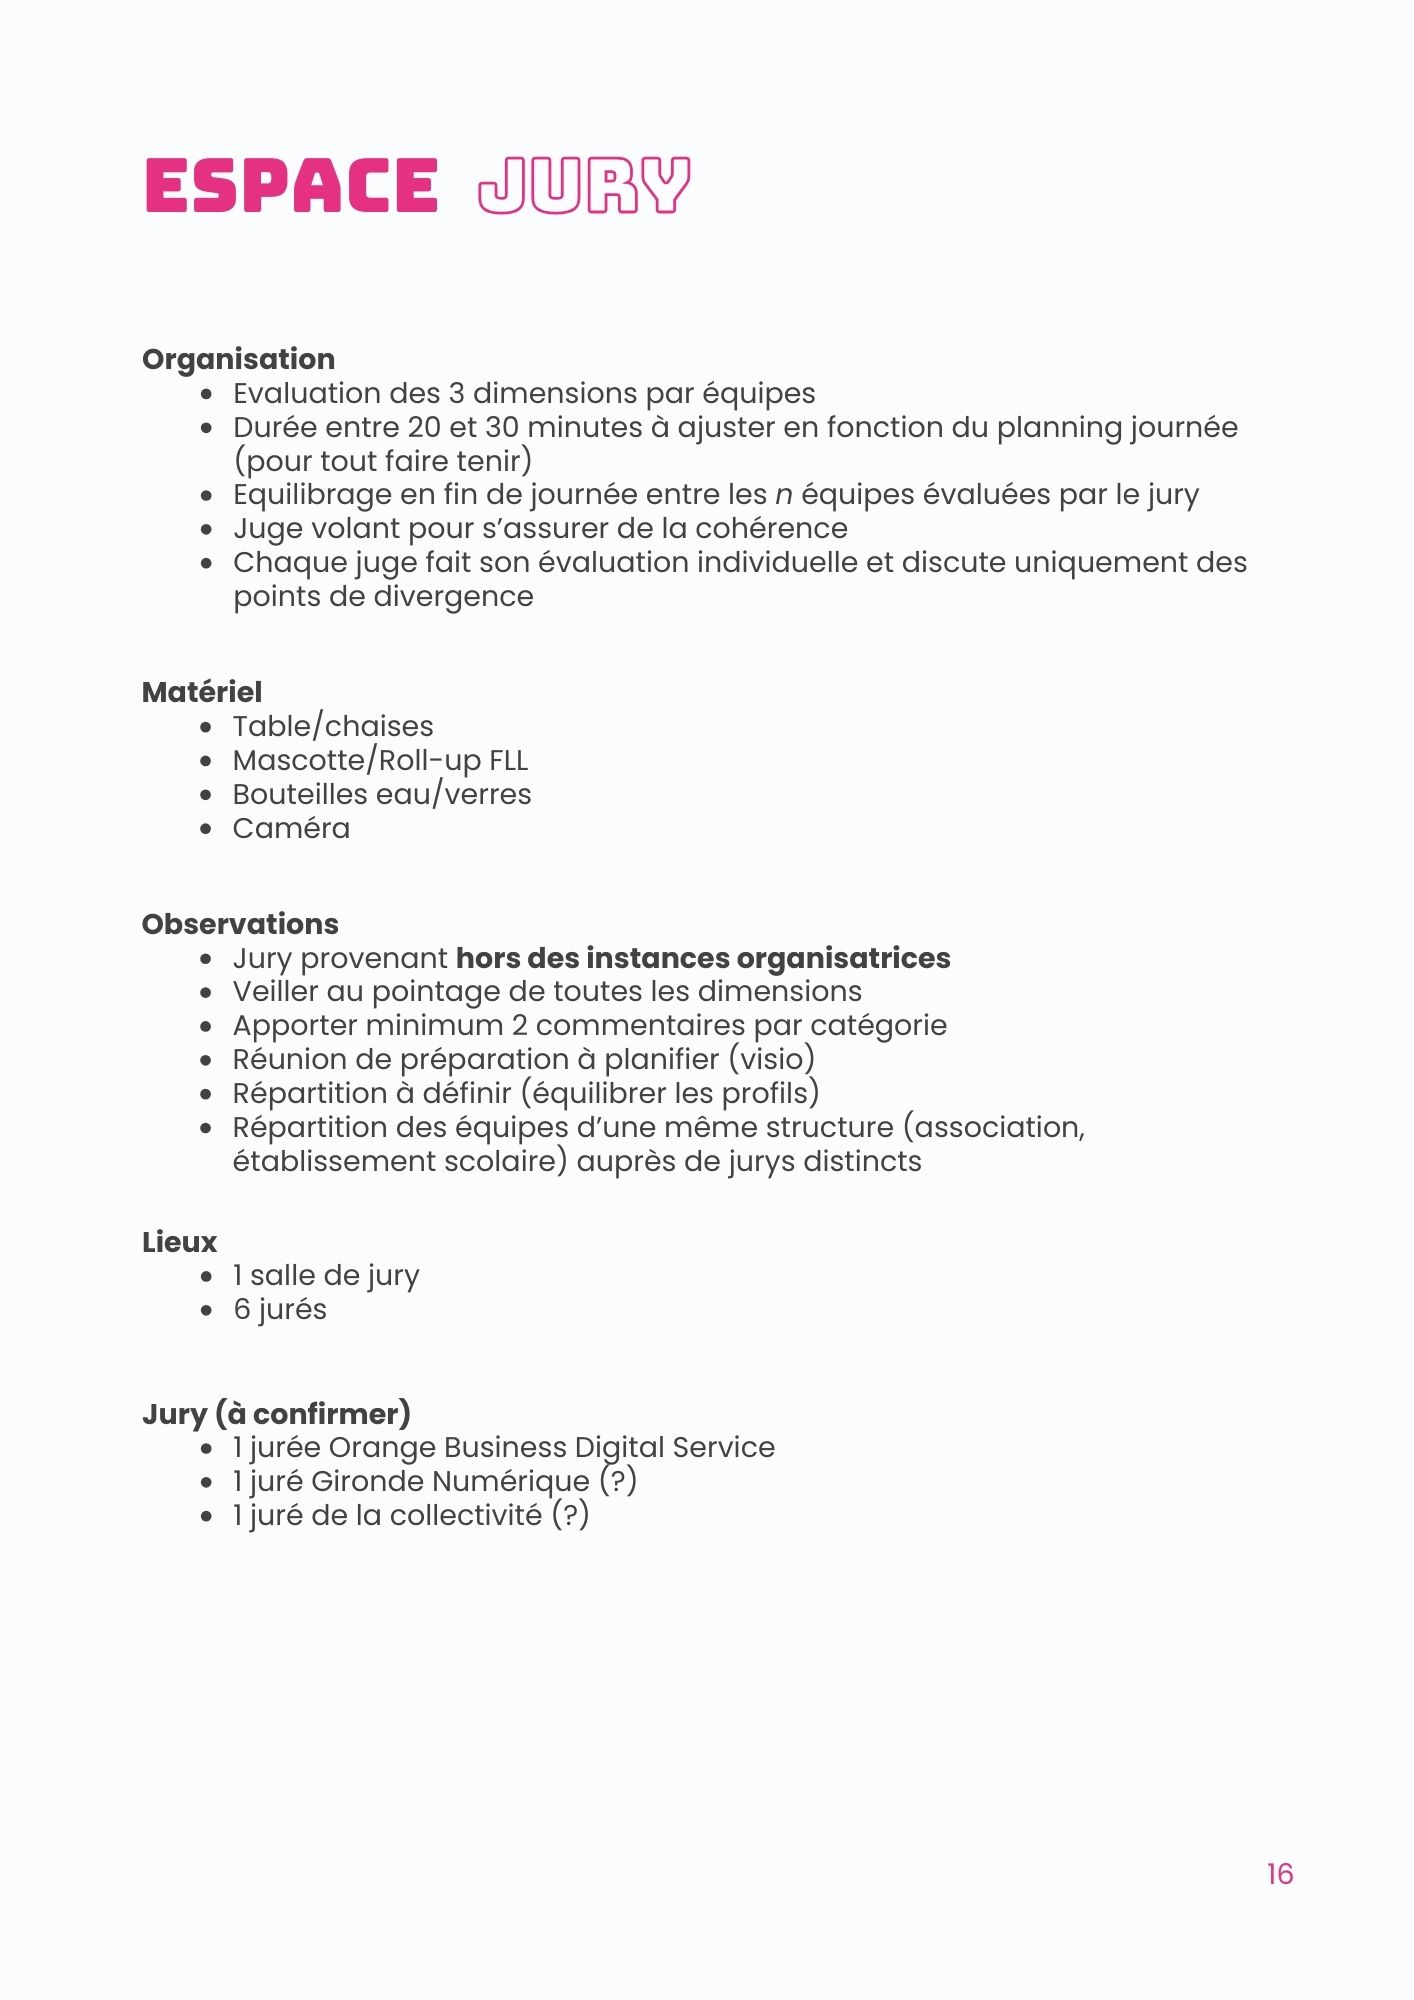 ESPACE JURY
Organisation
• Evaluation des 3 dimensions par équipes
• Durée entre 20 et 30 minutes à ajuster en fonction du planning journée
(pour tout faire tenir)
• Equilibrage en fin de journée entre les n équipes évaluées par le jury
• Juge volant pour s’assurer de la cohérence
• Chaque juge fait son évaluation individuelle et discute uniquement des
points de divergence
Matériel
• Table/chaises
• Mascotte/Roll-up FLL
• Bouteilles eau/verres
• Caméra
Observations
• Jury provenant hors des instances organisatrices
• Veiller au pointage de toutes les dimensions
• Apporter minimum 2 commentaires par catégorie
• Réunion de préparation à planifier (visio)
• Répartition à définir (équilibrer les profils)
• Répartition des équipes d’une même structure (association,
établissement scolaire) auprès de jurys distincts
Lieux
• 1 salle de jury
• 6 jurés
Jury (à confirmer)
• 1 jurée Orange Business Digital Service
• 1 juré Gironde Numérique (?)
• 1 juré de la collectivité (?)
16